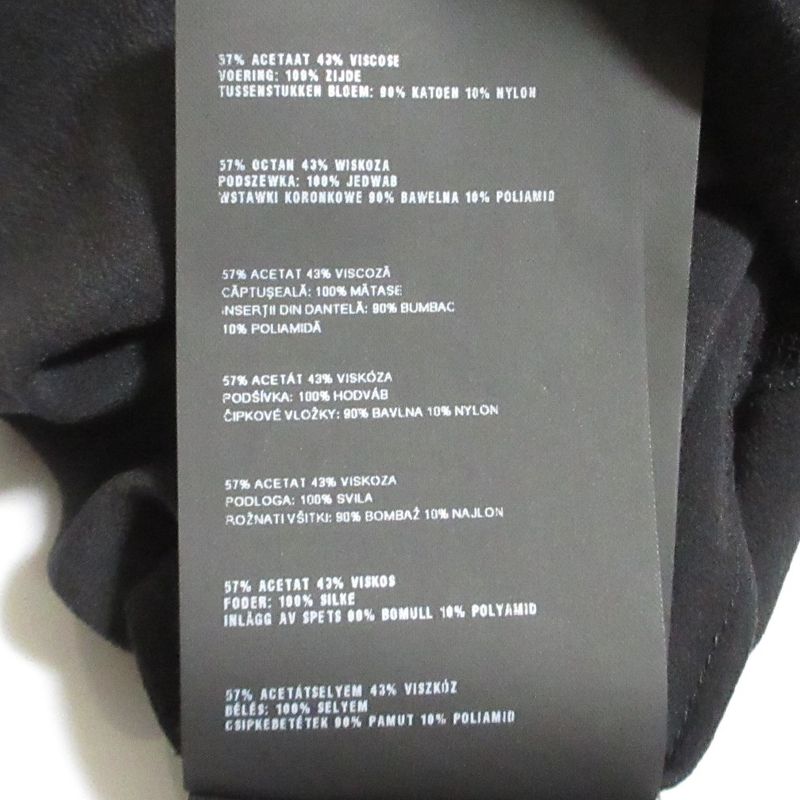 57% ACETAAT 43% VISCOSE
VOERING: 100% ZIJDE
TUSSENSTUKKEN BLOEM: 90% KATOEN 10% NYLON
57% OCTAN 43% WISKOZA
PODSZEWKA: 100% JEDWAB
WSTAWKI KORONKOWE 90% BAWELNA 10% POLIAMID
57% ACETAT 43% VISCOZĂ
CĂPTUŞEALĂ: 100% MĂTASE
INSERŢII DIN DANTELĂ: 90% BUMBAC
10% POLIAMIDĂ
57% ACETÁT 43% VISKÓZA
PODŠÍVKA: 100% HODVÁB
ČIPKOVÉ VLOŽKY: 90% BAVLNA 10% NYLON
57% ACETAT 43% VISKOZA
PODLOGA: 100% SVILA
ROŽNATI VŠITKI: 90% BOMBAŽ 10% NAJLON
57% ACETAT 43% VISKOS
FODER: 100% SILKE
INLÄGG AV SPETS 90% BOMULL 10% POLYAMID
57% ACETÁTSELYEM 43% VISZKÓZ
BÉLÉS: 100% SELYEM
CSIPKEBETÉTEK 90% PAMUT 10% POLIAMID